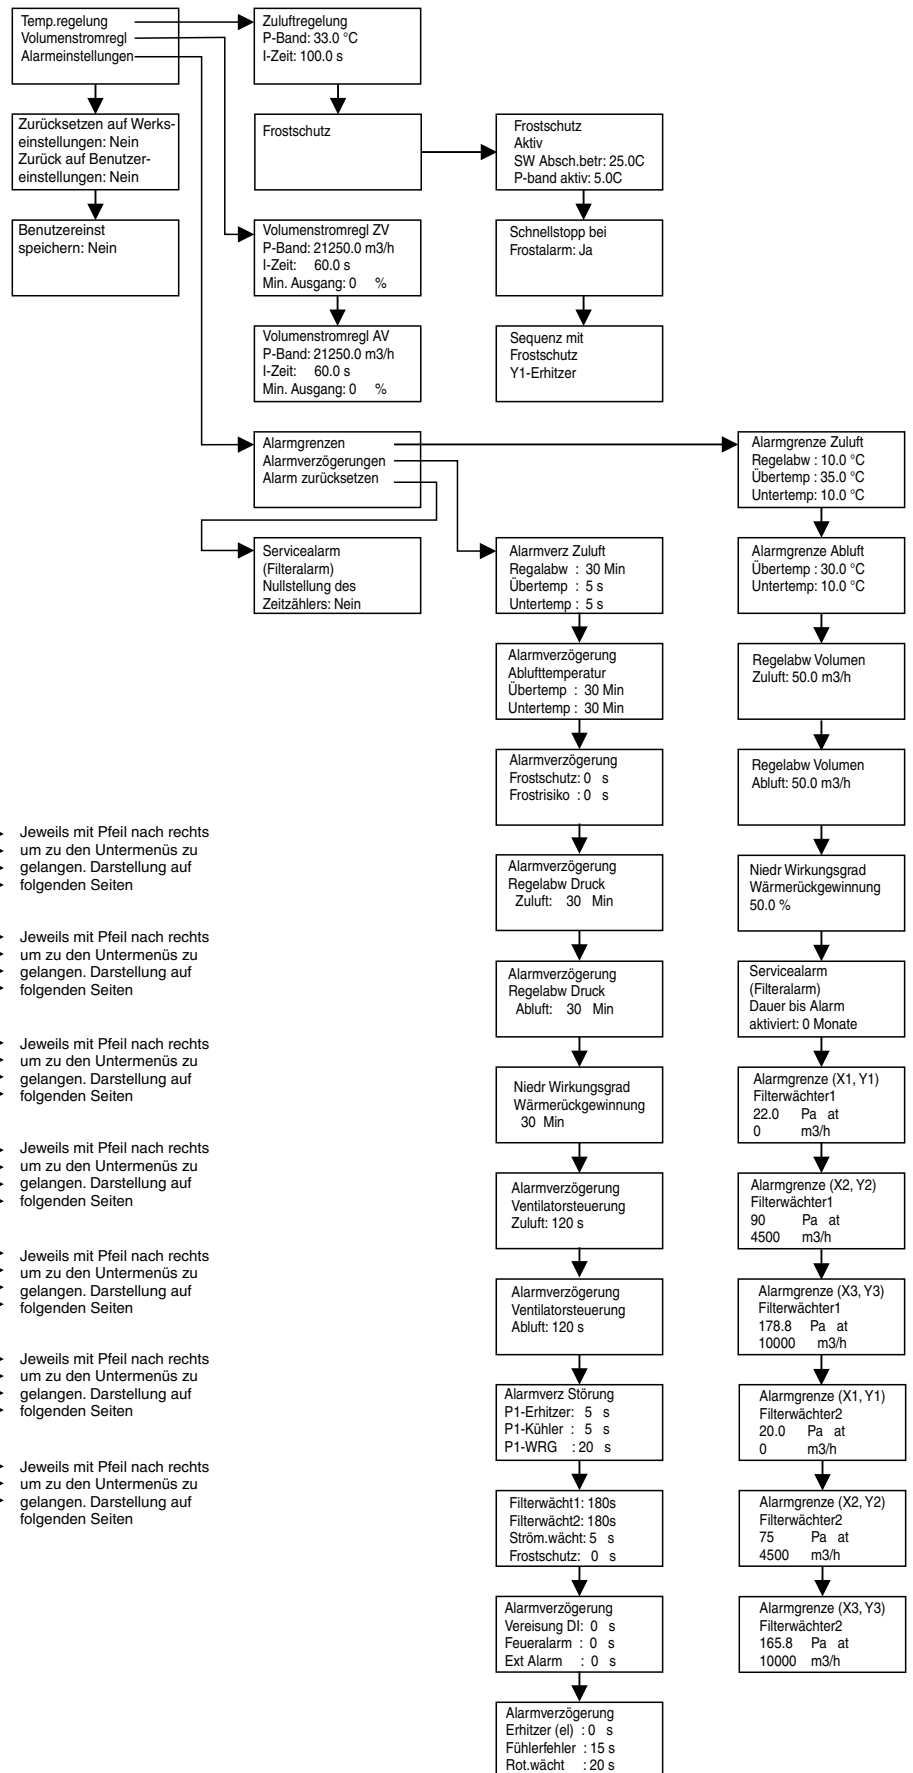 Temp.regelung
Volumenstromregl
Alarmeinstellungen
Zurücksetzen auf Werks-
einstellungen: Nein
Zurück auf Benutzer-
einstellungen: Nein
Benutzereinst
speichern: Nein
Zuluftregelung
P-Band: 33.0 °C
I-Zeit: 100.0 s
Frostschutz
Frostschutz
Aktiv
SW Absch.betr: 25.0C
P-band aktiv: 5.0C
Schnellstopp bei
Frostalarm: Ja
Sequenz mit
Frostschutz
Y1-Erhitzer
Volumenstromregl ZV
P-Band: 21250.0 m3/h
I-Zeit: 60.0 s
Min. Ausgang: 0 %
Volumenstromregl AV
P-Band: 21250.0 m3/h
I-Zeit: 60.0 s
Min. Ausgang: 0 %
Alarmgrenzen
Alarmverzögerungen
Alarm zurücksetzen
Servicealarm
(Filteralarm)
Nullstellung des
Zeitzählers: Nein
Alarmverz Zuluft
Regalabw : 30 Min
Übertemp : 5 s
Untertemp : 5 s
Alarmverzögerung
Ablufttemperatur
Übertemp : 30 Min
Untertemp : 30 Min
Alarmverzögerung
Frostschutz: 0 s
Frostrisiko : 0 s
Alarmverzögerung
Regelabw Druck
Zuluft: 30 Min
Alarmverzögerung
Regelabw Druck
Abluft: 30 Min
Niedr Wirkungsgrad
Wärmerückgewinnung
30 Min
Alarmverzögerung
Ventilatorsteuerung
Zuluft: 120 s
Alarmverzögerung
Ventilatorsteuerung
Abluft: 120 s
Alarmverz Störung
P1-Erhitzer: 5 s
P1-Kühler : 5 s
P1-WRG : 20 s
Filterwächt1: 180s
Filterwächt2: 180s
Ström.wächt: 5 s
Frostschutz: 0 s
Alarmverzögerung
Vereisung DI: 0 s
Feueralarm : 0 s
Ext Alarm : 0 s
Alarmverzögerung
Erhitzer (el) : 0 s
Fühlerfehler : 15 s
Rot.wächt : 20 s
Alarmgrenze Zuluft
Regelabw : 10.0 °C
Übertemp : 35.0 °C
Untertemp: 10.0 °C
Alarmgrenze Abluft
Übertemp : 30.0 °C
Untertemp: 10.0 °C
Regelabw Volumen
Zuluft: 50.0 m3/h
Regelabw Volumen
Abluft: 50.0 m3/h
Niedr Wirkungsgrad
Wärmerückgewinnung
50.0 %
Servicealarm
(Filteralarm)
Dauer bis Alarm
aktiviert: 0 Monate
Alarmgrenze (X1, Y1)
Filterwächter1
22.0 Pa at
0 m3/h
Alarmgrenze (X2, Y2)
Filterwächter1
90 Pa at
4500 m3/h
Alarmgrenze (X3, Y3)
Filterwächter1
178.8 Pa at
10000 m3/h
Alarmgrenze (X1, Y1)
Filterwächter2
20.0 Pa at
0 m3/h
Alarmgrenze (X2, Y2)
Filterwächter2
75 Pa at
4500 m3/h
Alarmgrenze (X3, Y3)
Filterwächter2
165.8 Pa at
10000 m3/h
Jeweils mit Pfeil nach rechts
um zu den Untermenüs zu
gelangen. Darstellung auf
folgenden Seiten
Jeweils mit Pfeil nach rechts
um zu den Untermenüs zu
gelangen. Darstellung auf
folgenden Seiten
Jeweils mit Pfeil nach rechts
um zu den Untermenüs zu
gelangen. Darstellung auf
folgenden Seiten
Jeweils mit Pfeil nach rechts
um zu den Untermenüs zu
gelangen. Darstellung auf
folgenden Seiten
Jeweils mit Pfeil nach rechts
um zu den Untermenüs zu
gelangen. Darstellung auf
folgenden Seiten
Jeweils mit Pfeil nach rechts
um zu den Untermenüs zu
gelangen. Darstellung auf
folgenden Seiten
Jeweils mit Pfeil nach rechts
um zu den Untermenüs zu
gelangen. Darstellung auf
folgenden Seiten